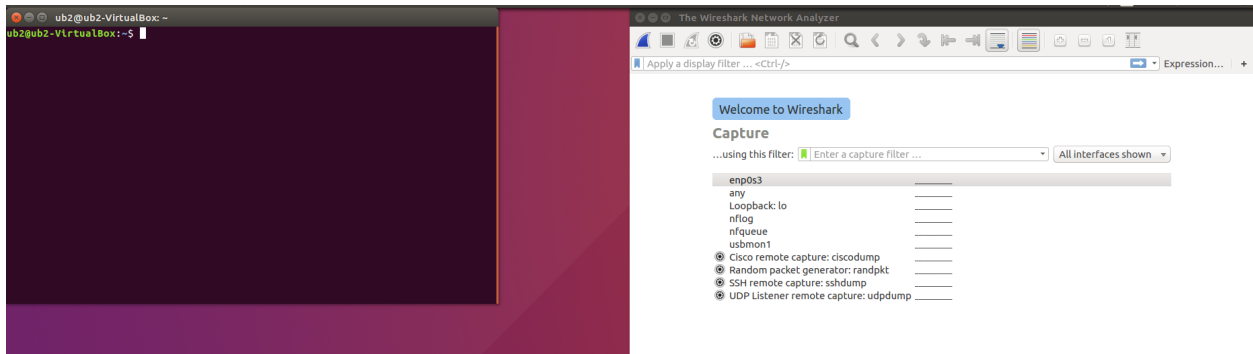 ub2@ub2-VirtualBox: ~
ub2@ub2-VirtualBox:~$
The Wireshark Network Analyzer
Apply a display filter … <Ctrl-/>
Expression… +
Welcome to Wireshark
Capture
…using this filter: Enter a capture filter … All interfaces shown
enp0s3
any
Loopback: lo
nflog
nfqueue
usbmon1
Cisco remote capture: ciscodump
Random packet generator: randpkt
SSH remote capture: sshdump
UDP Listener remote capture: udpdump